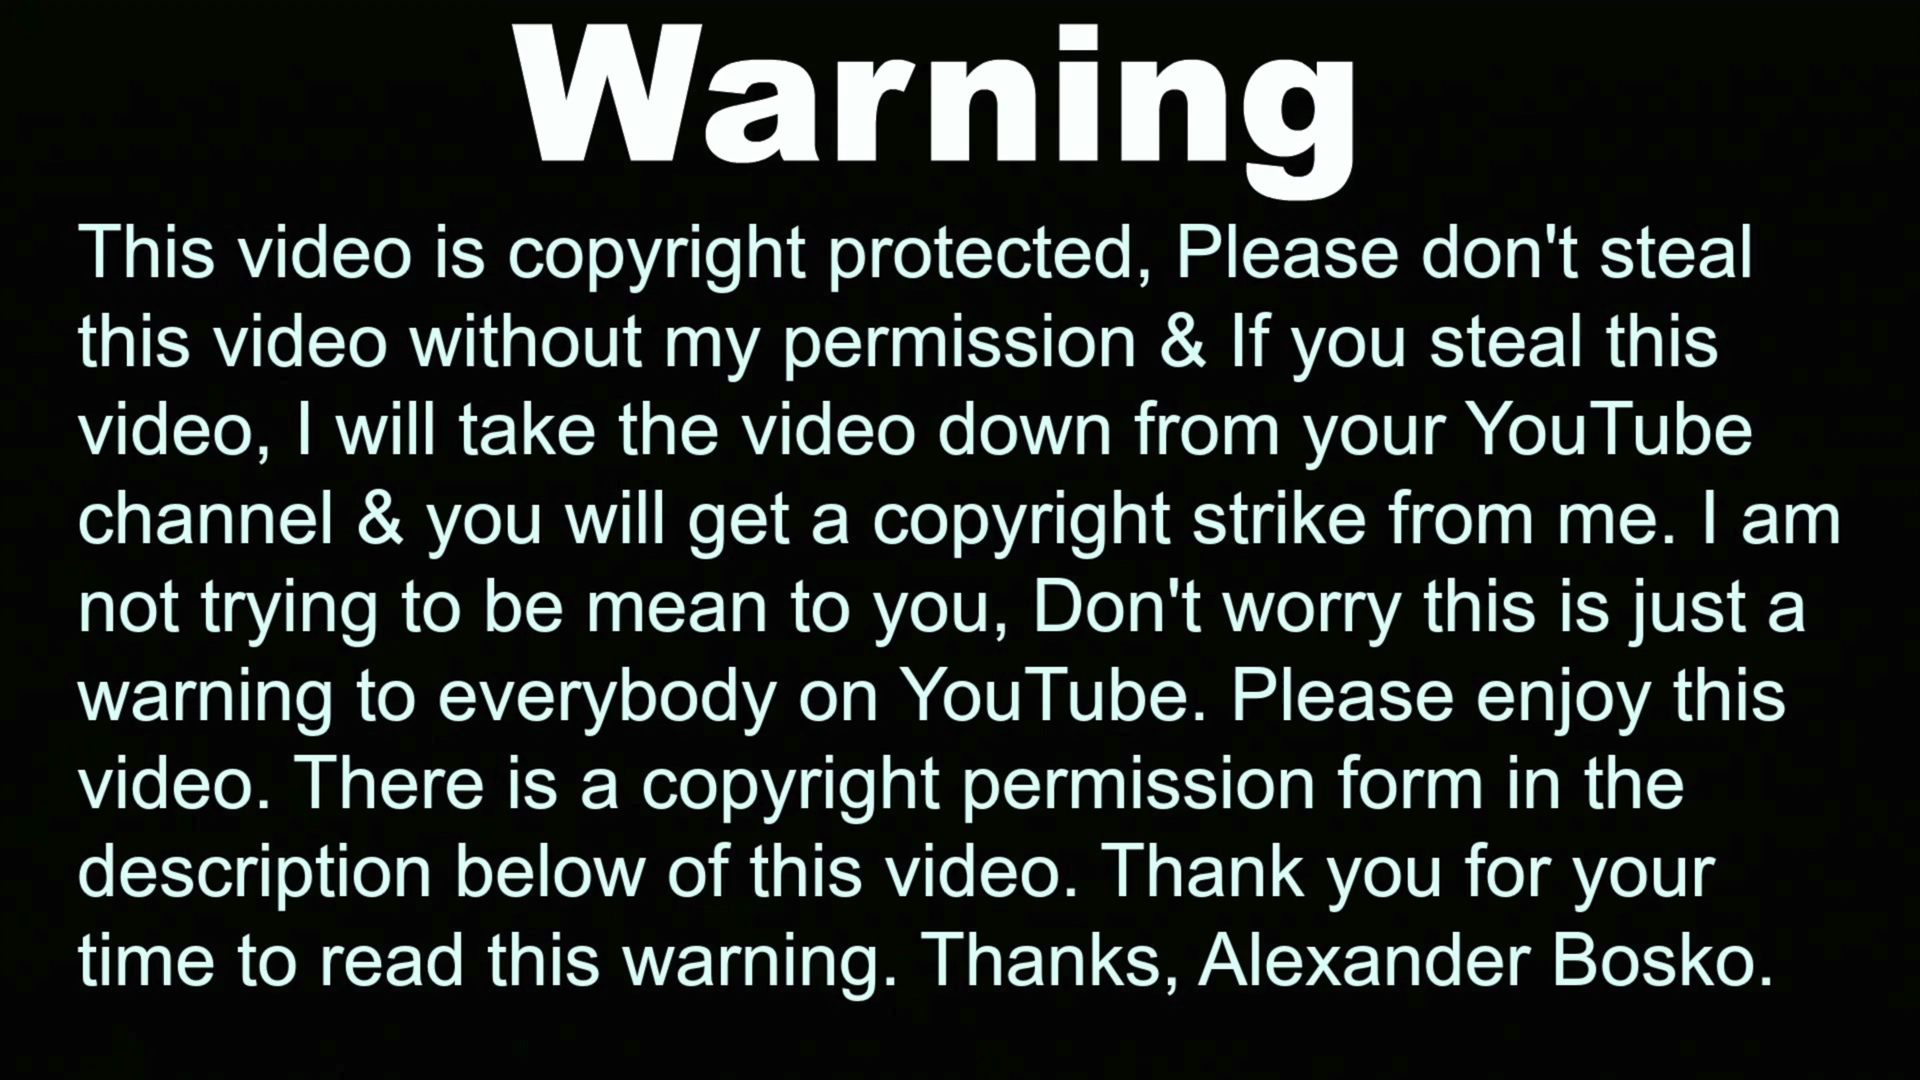 Warning
This video is copyright protected, Please don't steal
this video without my permission & If you steal this
video, I will take the video down from your YouTube
channel & you will get a copyright strike from me. I am
not trying to be mean to you, Don't worry this is just a
warning to everybody on YouTube. Please enjoy this
video. There is a copyright permission form in the
description below of this video. Thank you for your
time to read this warning. Thanks, Alexander Bosko.